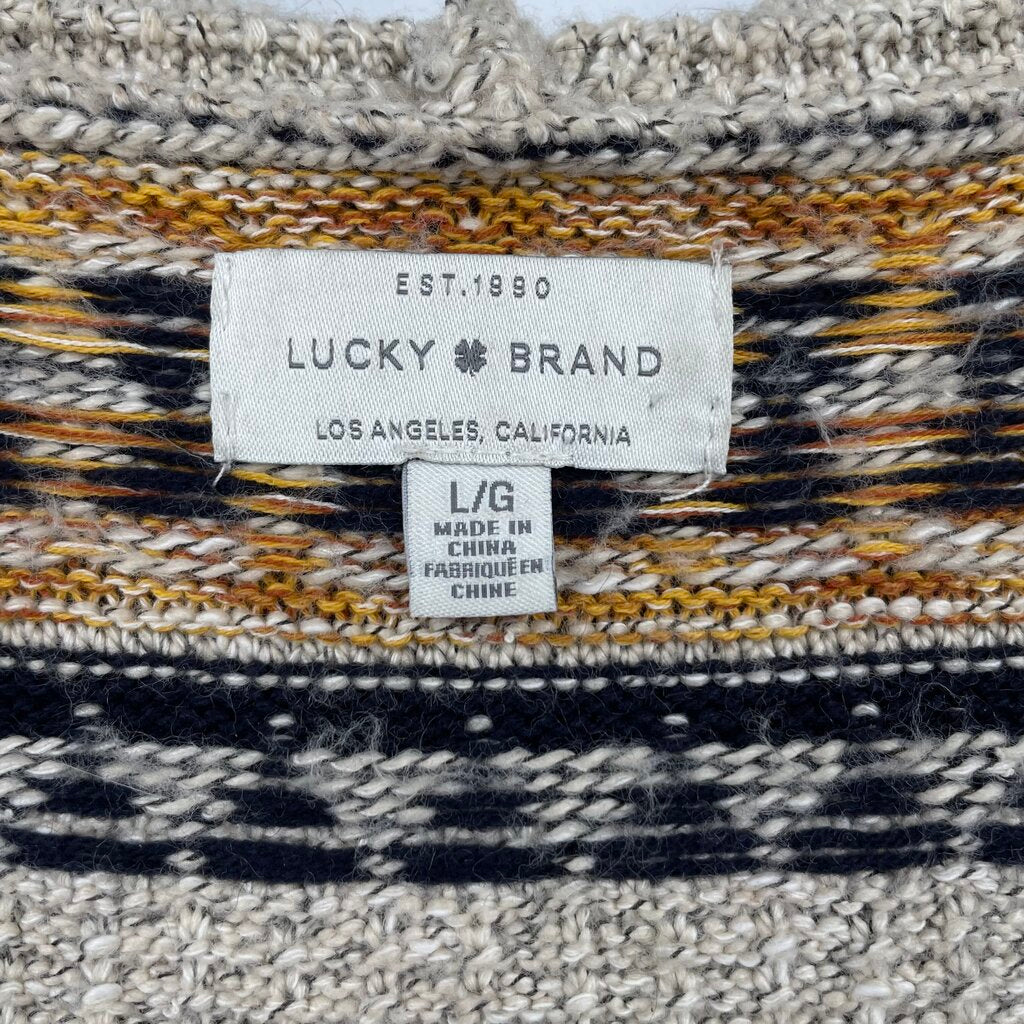 EST.1990
LUCKY BRAND
LOS ANGELES, CALIFORNIA
L/G
MADE IN
CHINA
FABRIQUÉ EN
CHINE